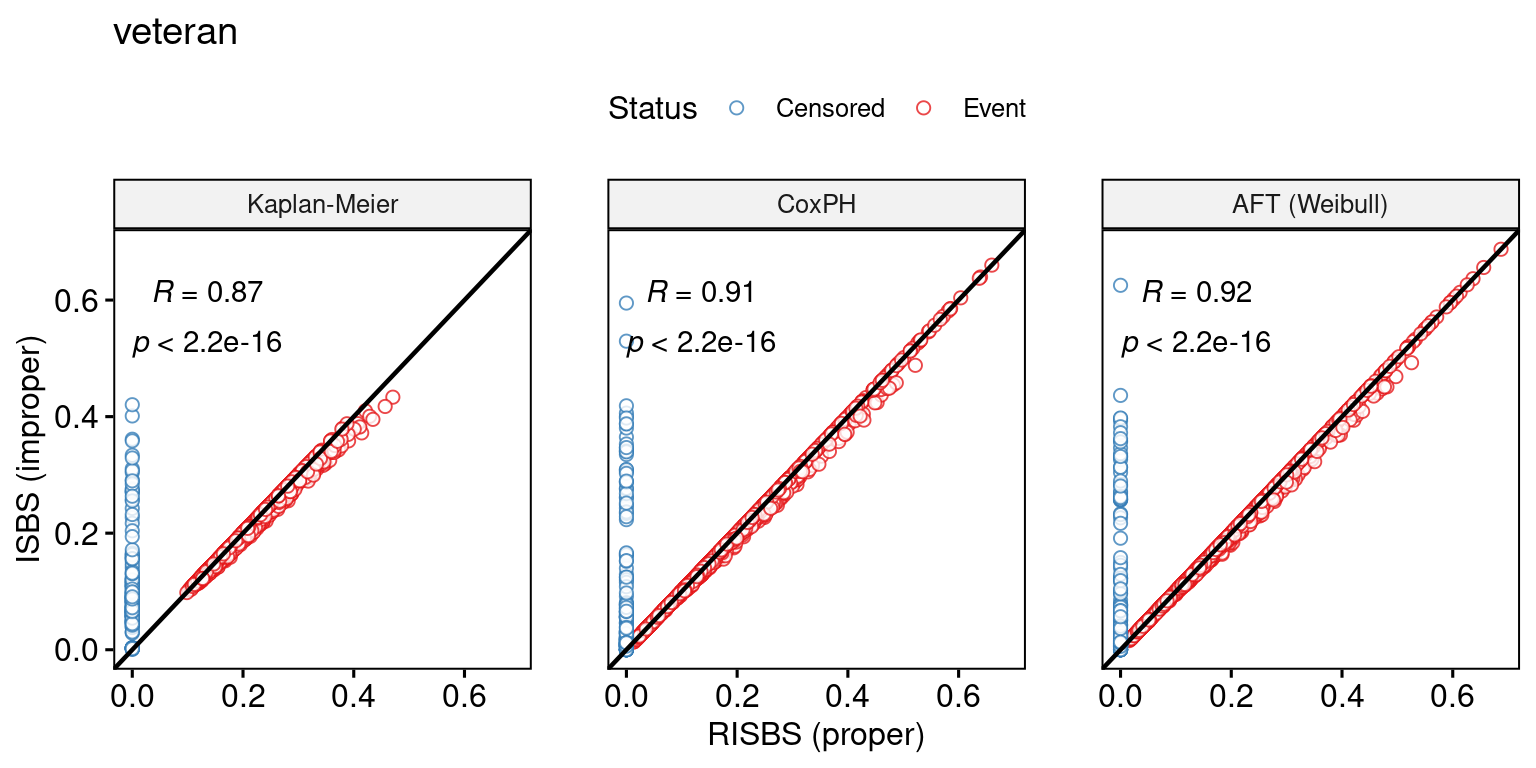 veteran
Status Censored Event
Kaplan-Meier CoxPH AFT (Weibull)
R = 0.87 R = 0.91 R = 0.92
p < 2.2e-16 p < 2.2e-16 p < 2.2e-16
ISBS (improper)
0.6
0.4
0.2
0.0
0.0 0.2 0.4 0.6 0.0 0.2 0.4 0.6 0.0 0.2 0.4 0.6
RISBS (proper)